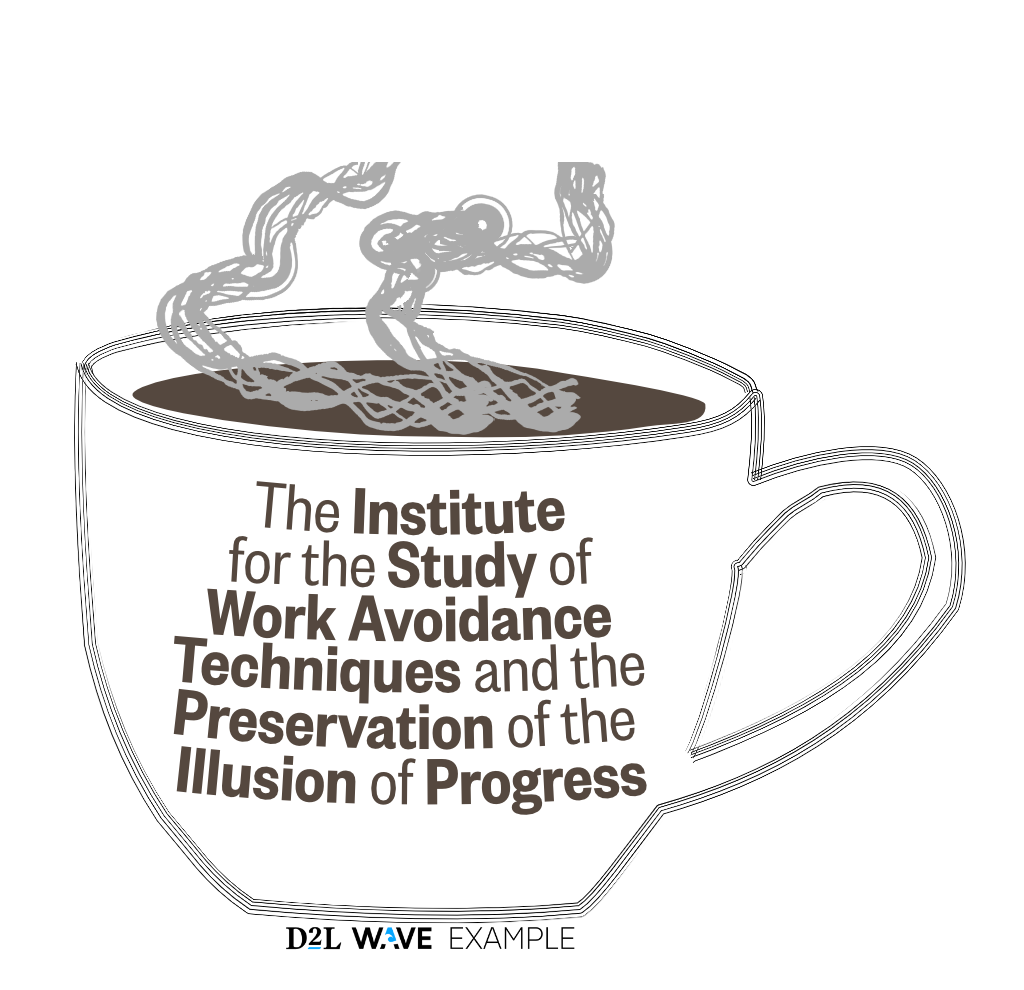 The Institute
for the Study of
Work Avoidance
Techniques and the
Preservation of the
Illusion of Progress
D2L WAVE EXAMPLE